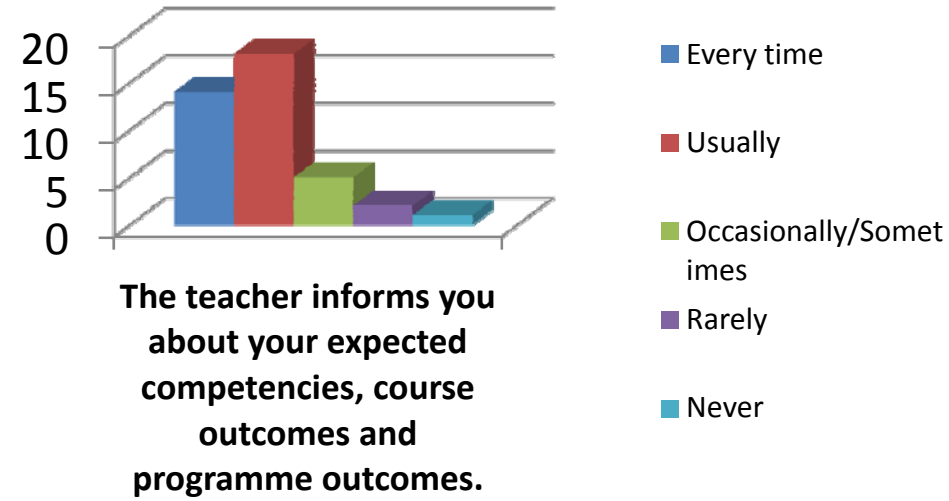 20
15
10
5
0
The teacher informs you
about your expected
competencies, course
outcomes and
programme outcomes.
Every time
Usually
Occasionally/Somet
imes
Rarely
Never